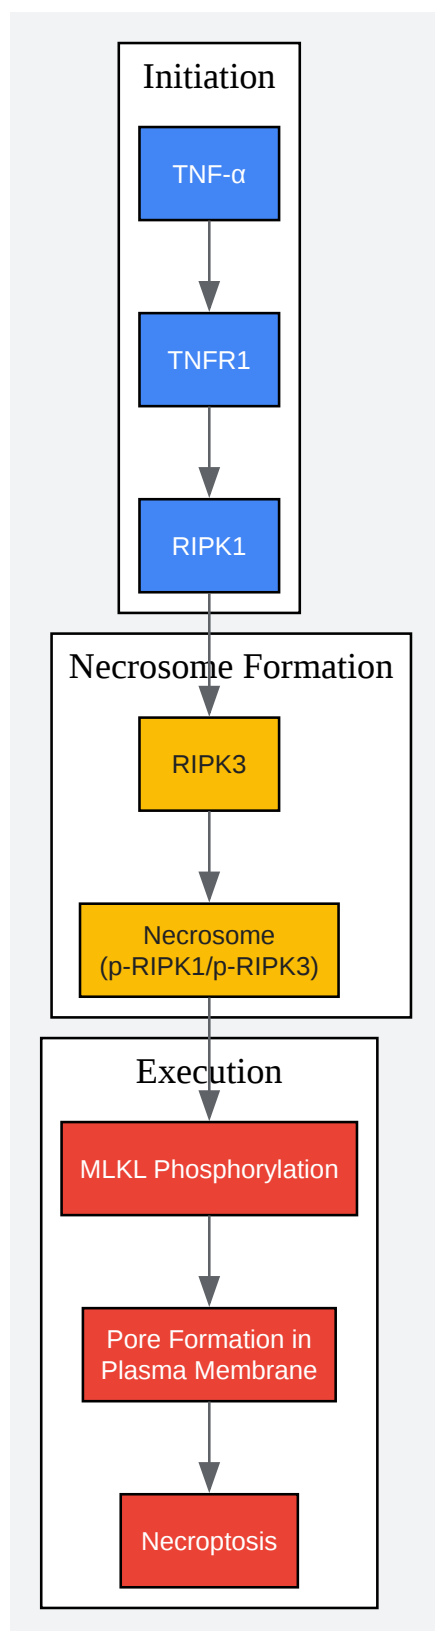 Initiation
TNF-α
TNFR1
RIPK1
Necrosome Formation
RIPK3
Necrosome
(p-RIPK1/p-RIPK3)
Execution
MLKL Phosphorylation
Pore Formation in
Plasma Membrane
Necroptosis